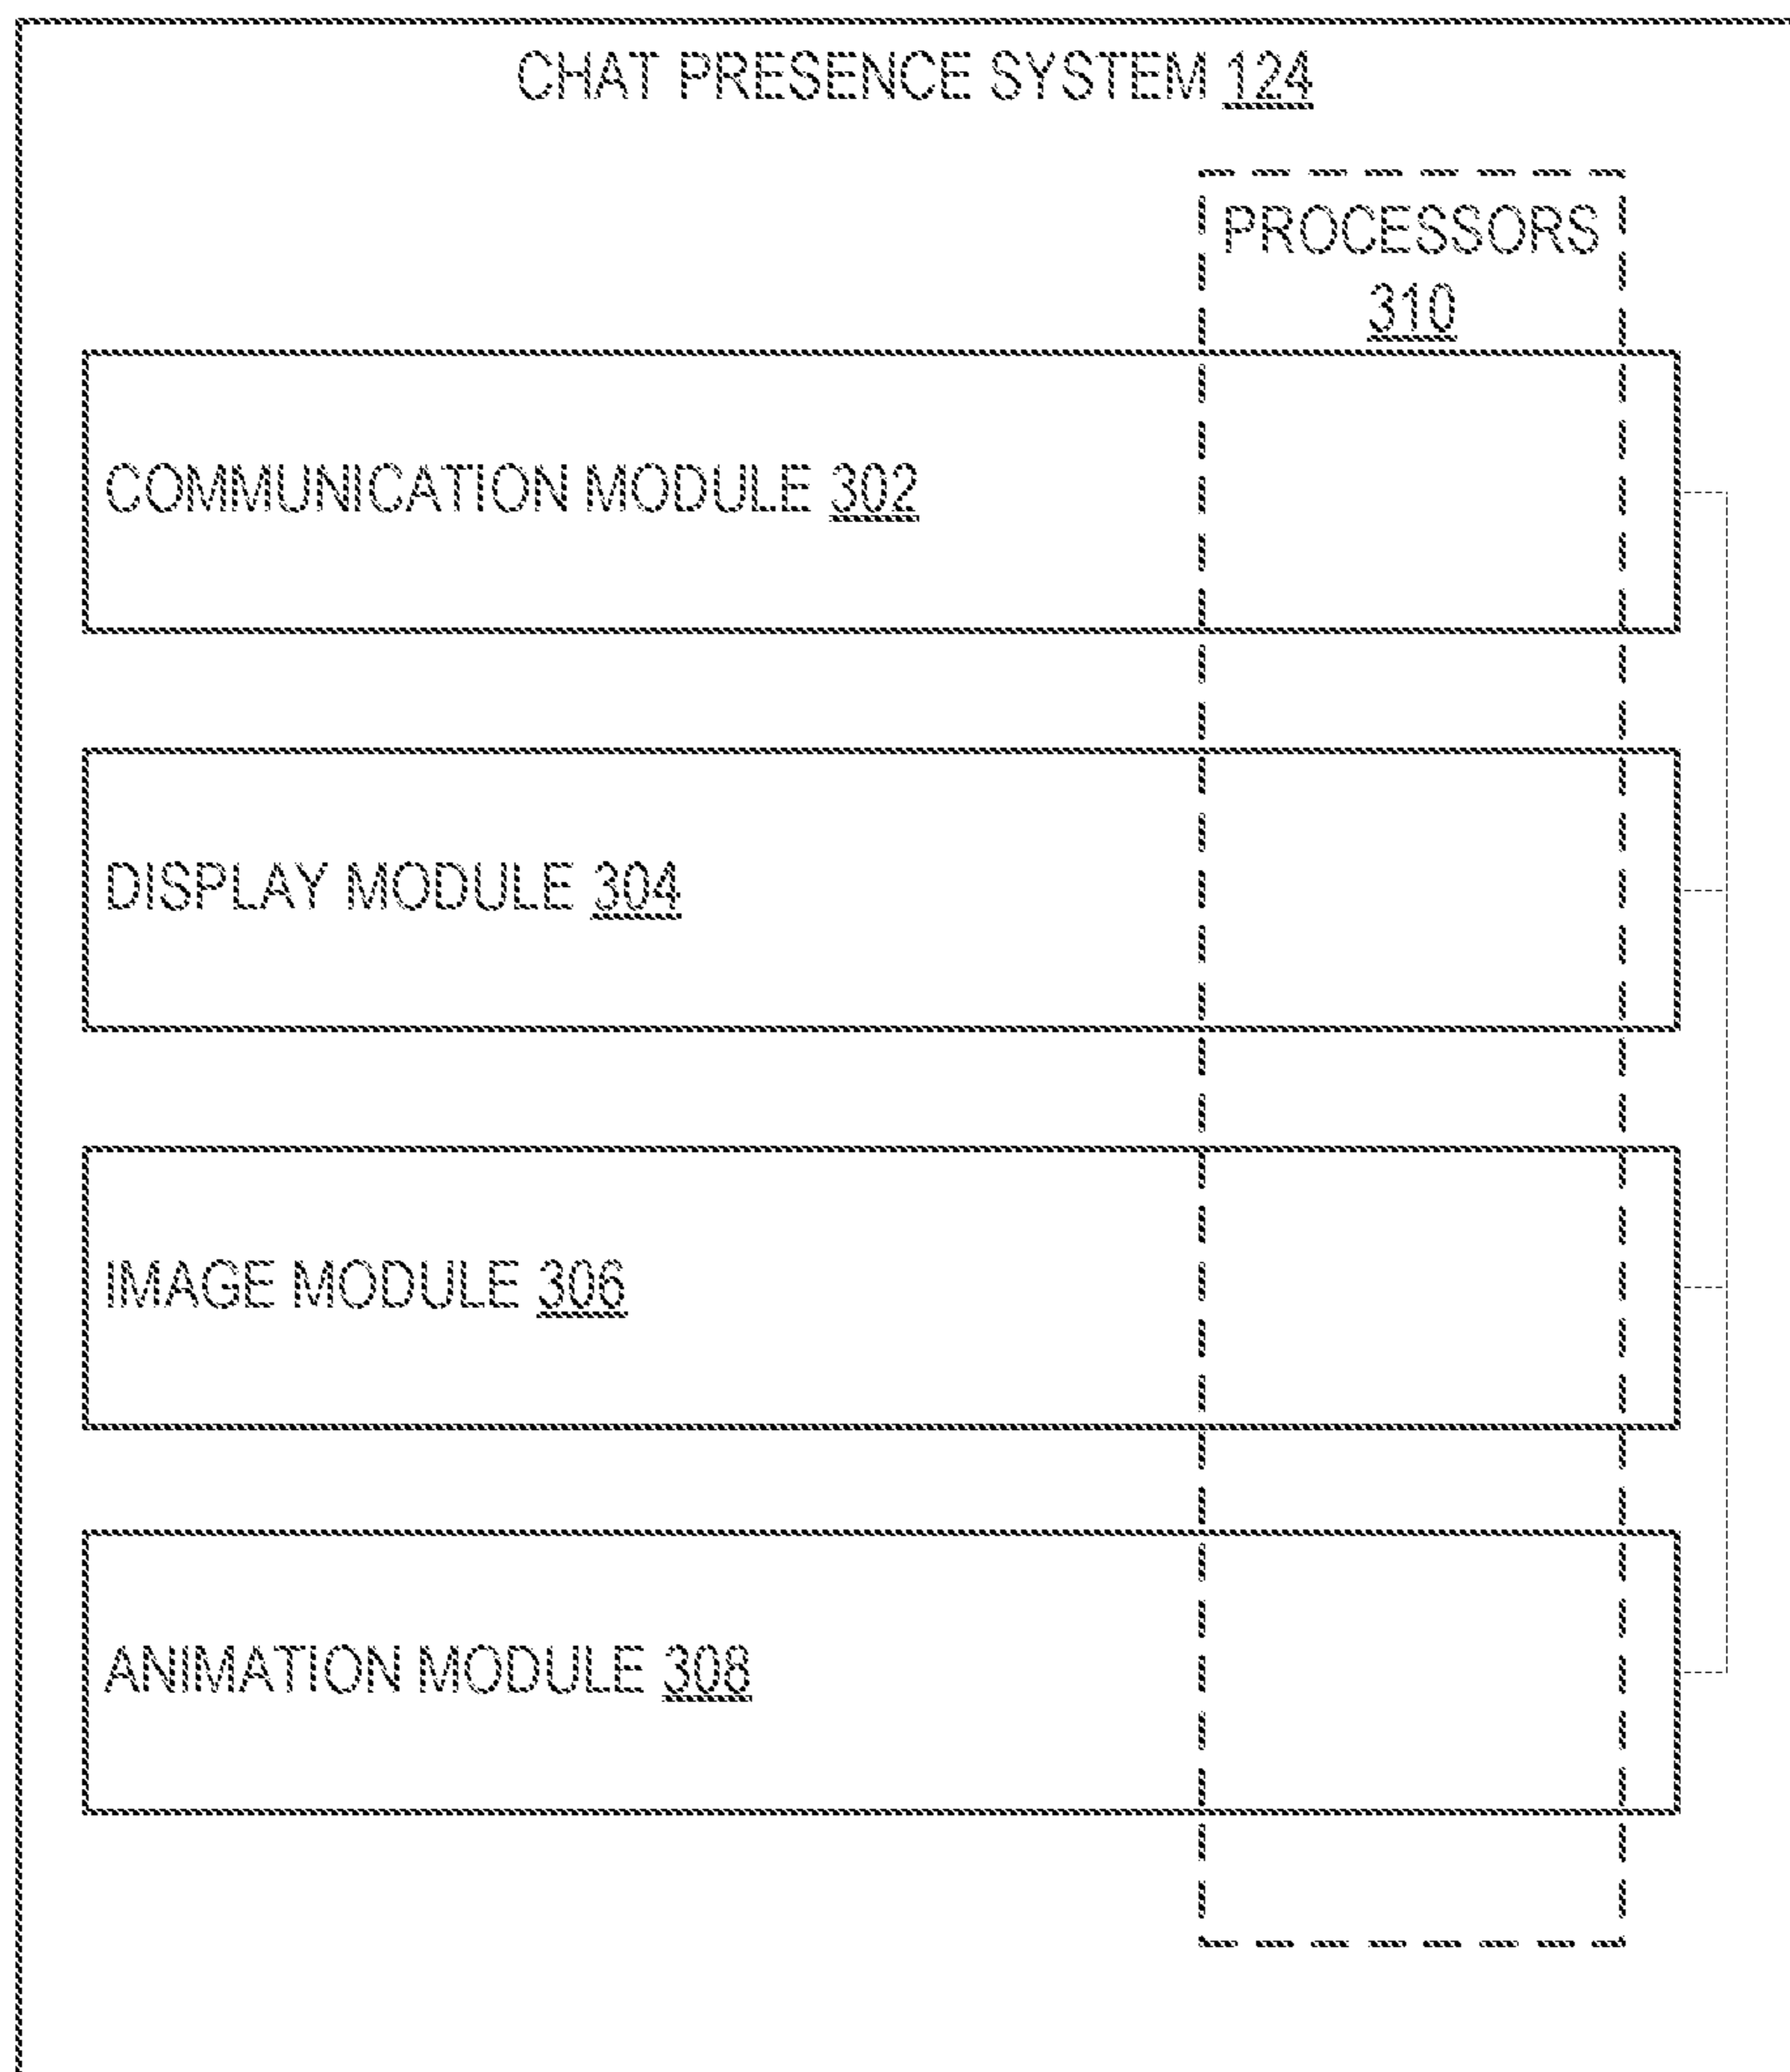 CHAT PRESENCE SYSTEM 124
PROCESSORS
310
COMMUNICATION MODULE 302
DISPLAY MODULE 304
IMAGE MODULE 306
ANIMATION MODULE 308